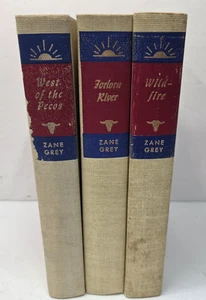 West
of the
Pecos
ZANE
GREY
Forlorn
River
ZANE
GREY
Wild-
fire
ZANE
GREY